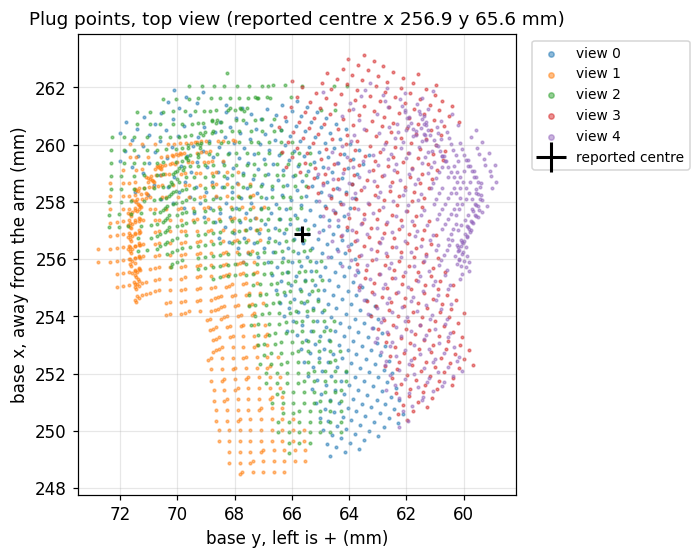 Plug points, top view (reported centre x 256.9 y 65.6 mm)
view 0
view 1
view 2
view 3
view 4
reported centre
base x, away from the arm (mm)
262
260
258
256
254
252
250
248
72 70 68 66 64 62 60
base y, left is + (mm)